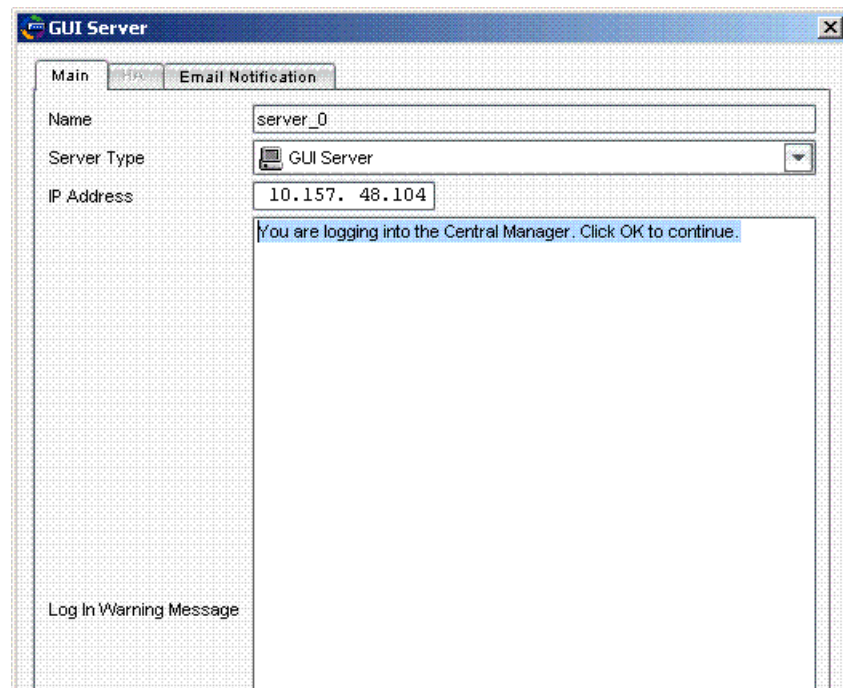 GUI Server
Main HA Email Notification
Name server_0
Server Type GUI Server
IP Address 10.157. 48.104
You are logging into the Central Manager. Click OK to continue.
Log In Warning Message